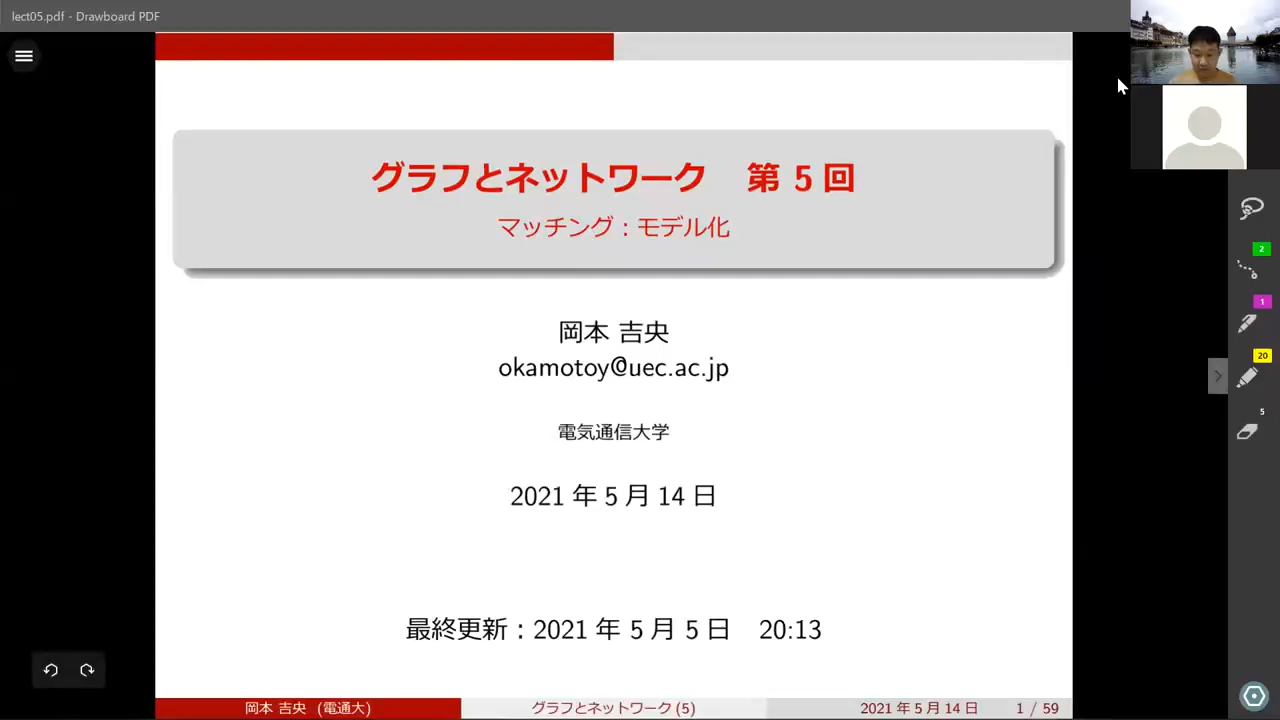 lect05.pdf - Drawboard PDF
グラフとネットワーク 第 5 回
マッチング：モデル化
岡本 吉央
okamotoy@uec.ac.jp
電気通信大学
2021 年 5 月 14 日
最終更新：2021 年 5 月 5 日 20:13
2
1
20
5
岡本 吉央 (電通大) グラフとネットワーク (5) 2021 年 5 月 14 日 1 / 59